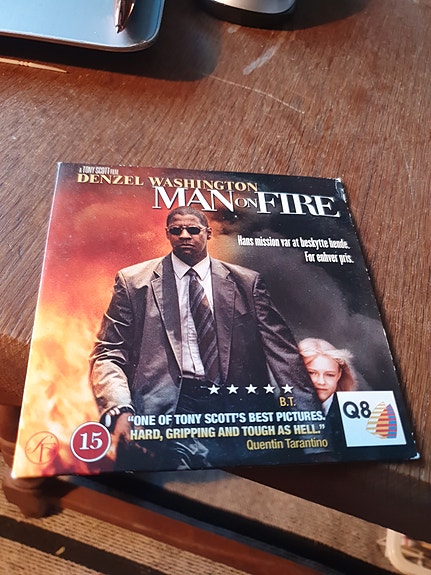 A TONY SCOTT FILM
DENZEL WASHINGTON
MAN ON FIRE
Hans mission var at beskytte hende.
For enhver pris.
B.T.
"ONE OF TONY SCOTT'S BEST PICTURES.
HARD, GRIPPING AND TOUGH AS HELL."
Quentin Tarantino
Q8
15